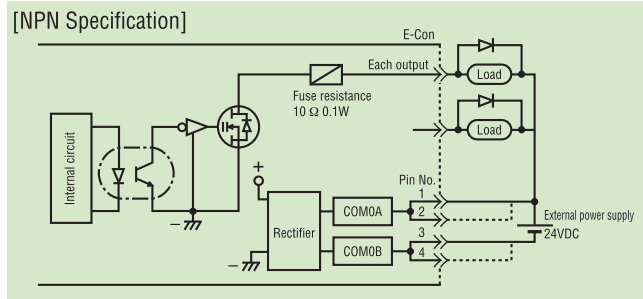 [NPN Specification]
E-Con
Each output
Load
Fuse resistance
10 Ω 0.1W
Load
Internal circuit
Pin No.
+
1
COM0A
2
External power supply
24VDC
Rectifier
3
COM0B
4
−
−